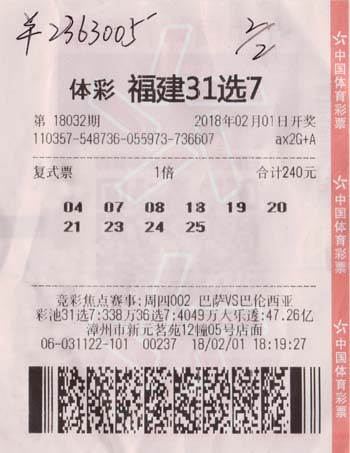 羊2363005 2/2
体彩 福建31选7
第 18032期 2018年02月01日开奖
110357-548736-055973-736607 ax2G+A
复式票 1倍 合计240元
04 07 08 18 19 20
21 23 24 25
竞彩焦点赛事:周四002 巴萨VS巴伦西亚
彩池31选7:338万36选7:4049万大乐透:47.26亿
漳州市新元茗苑12幢05号店面
06-031122-101 00237 18/02/01 18:19:27
中国体育彩票
中国体育彩票
中国体育彩票